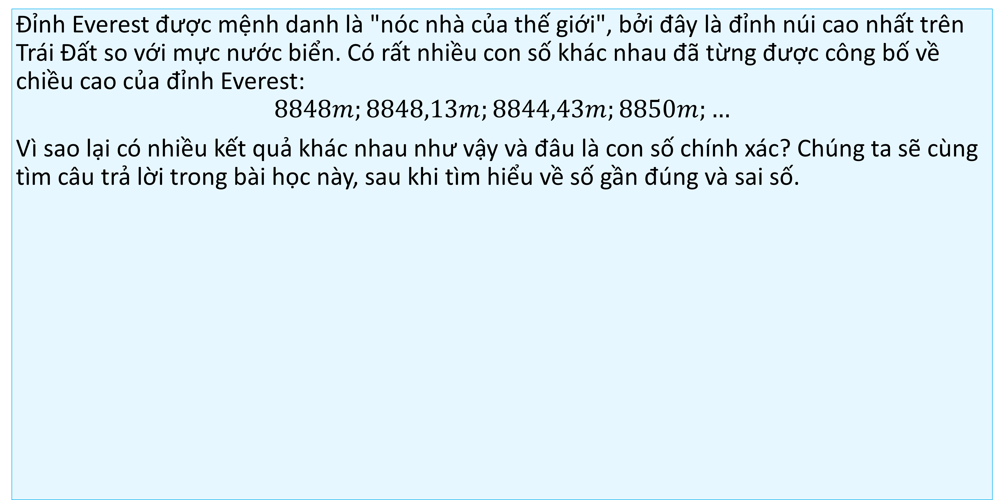 Đỉnh Everest được mệnh danh là "nóc nhà của thế giới", bởi đây là đỉnh núi cao nhất trên
Trái Đất so với mực nước biển. Có rất nhiều con số khác nhau đã từng được công bố về
chiều cao của đỉnh Everest:
8848m; 8848,13m; 8844,43m; 8850m; ...
Vì sao lại có nhiều kết quả khác nhau như vậy và đâu là con số chính xác? Chúng ta sẽ cùng
tìm câu trả lời trong bài học này, sau khi tìm hiểu về số gần đúng và sai số.